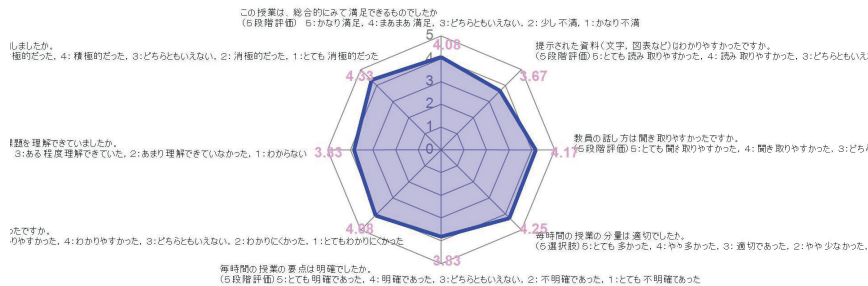 この授業は、総合的にみて満足できるものでしたか
(5段階評価) 5:かなり満足, 4:まあまあ満足, 3:どちらともいえない, 2:少し不満, 1:かなり不満
5
4.08
しましたか。
極的だった, 4: 積極的だった, 3:どちらともいえない, 2: 消極的だった, 1:とても 消極的だった
提示された資料(文字、図表など)はわかりやすかったですか。
(5段階評価) 5:とても読み取りやすかった, 4: 読み取りやすかった, 3:どちらともいえ
4
4.33
3.67
3
2
1
0
題を理解できていましたか。
3:ある程度理解できていた, 2:あまり理解できていなかった, 1:わからない
3.83
教員の話し方は聞き取りやすかったですか。
(5段階評価) 5:とても聞き取りやすかった, 4: 聞き取りやすかった, 3:どち
4.17
ったですか。
りやすかった, 4:わかりやすかった, 3:どちらともいえない, 2:わかりにくかった, 1:とてもわかりにくかった
4.08
4.25
毎時間の授業の分量は適切でしたか。
(5選択肢) 5:とても多かった, 4:やや多かった, 3: 適切であった, 2:やや少なかった,
3.83
毎時間の授業の要点は明確でしたか。
(5段階評価) 5:とても明確であった, 4: 明確であった, 3:どちらともいえない, 2: 不明確であった, 1:とても不明確であった